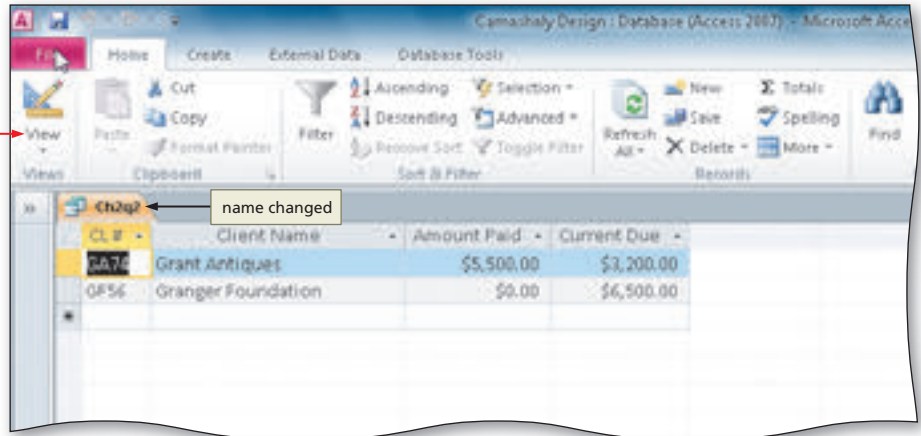 Camashaly Design : Database (Access 2007) - Microsoft Acce
File Home Create External Data Database Tools
View
Paste
Cut
Copy
Format Painter
Filter
Ascending
Descending
Remove Sort
Selection
Advanced
Toggle Filter
Refresh
All
New
Save
Delete
Totals
Spelling
More
Find
Views Clipboard Sort & Filter Records
Ch2q2 name changed
CL # Client Name Amount Paid Current Due
GA74 Grant Antiques $5,500.00 $3,200.00
GF56 Granger Foundation $0.00 $6,500.00